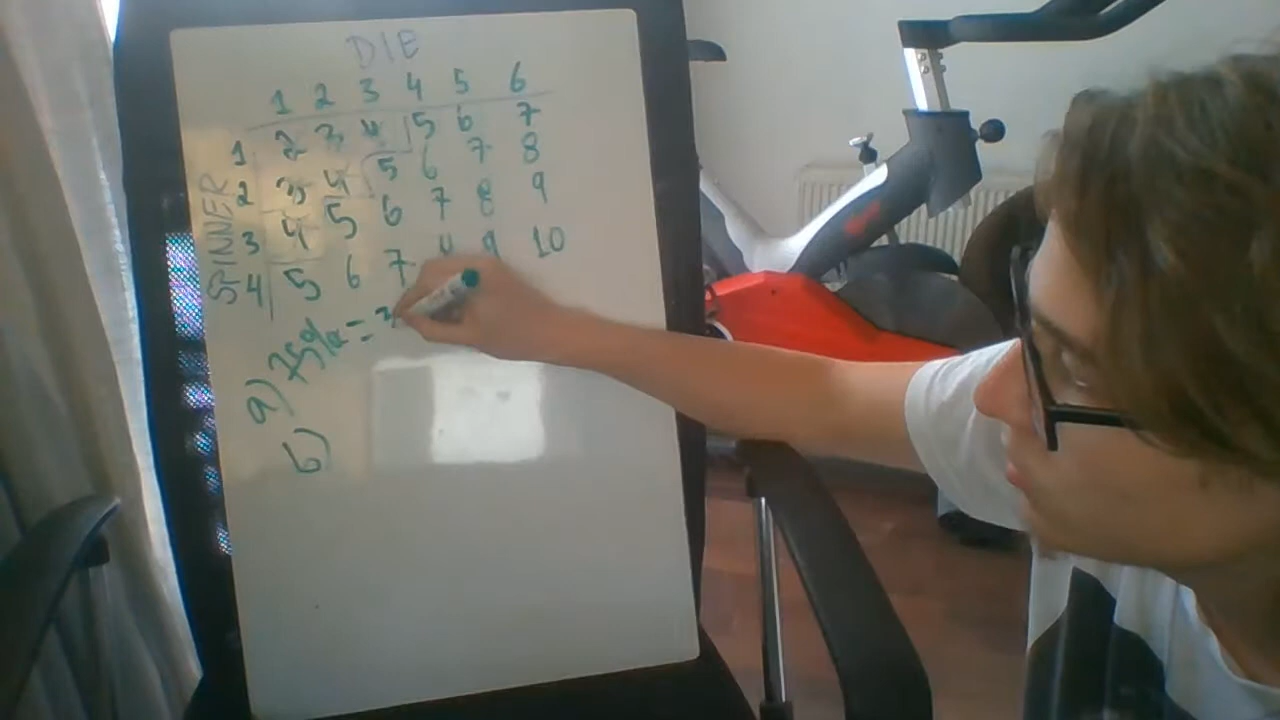 DIE
1 2 3 4 5 6
SPINNER
1 2 3 4 5 6 7
2 3 4 5 6 7 8
3 4 5 6 7 8 9
4 5 6 7 9 10
a) 75% =
b)